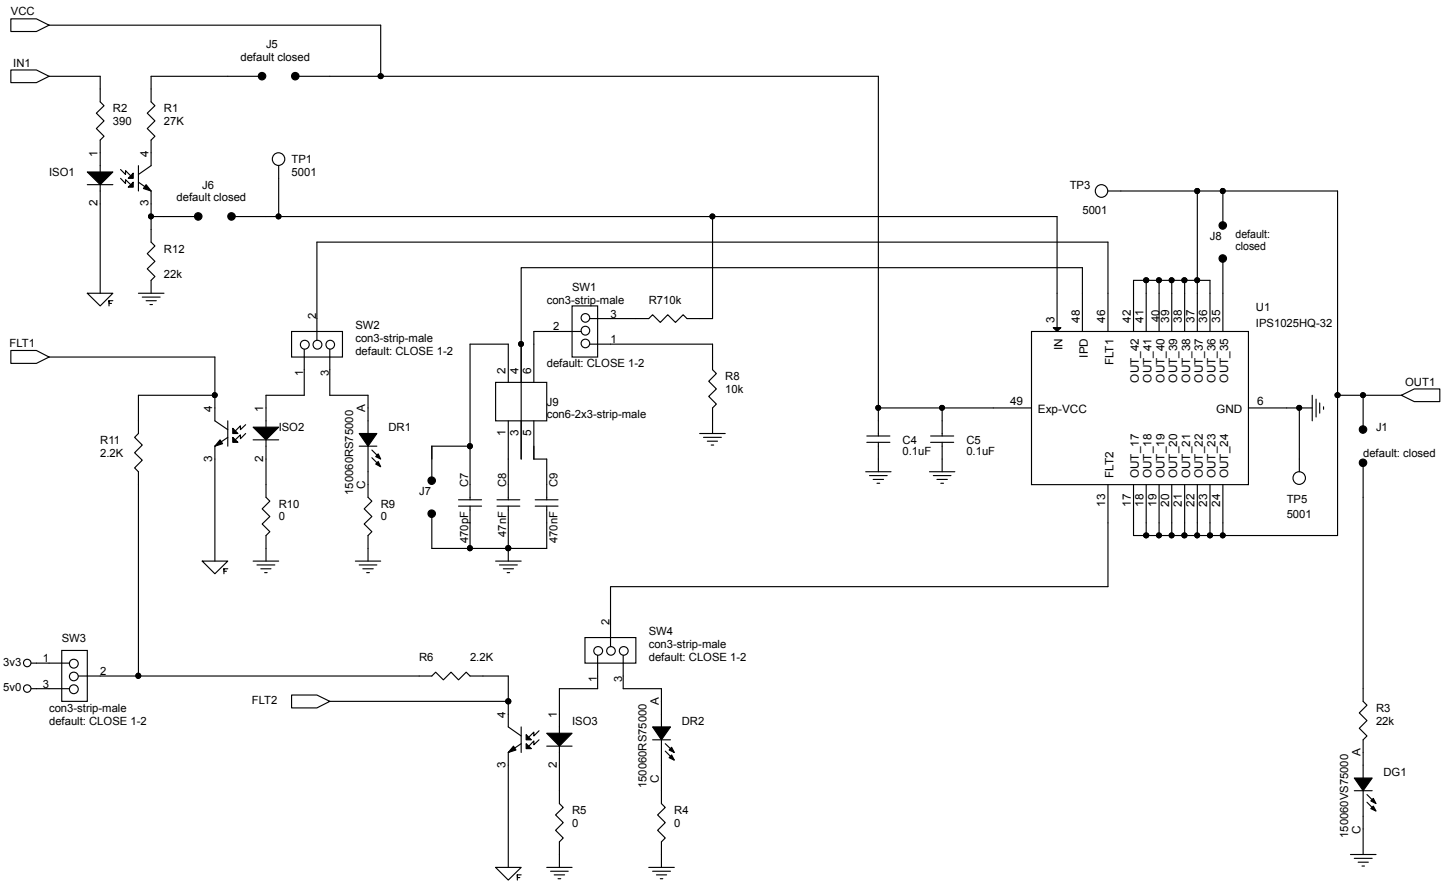 VCC
J5
default closed
IN1
R2
390
R1
27K
1
4
ISO1
2
3
J6
default closed
TP1
5001
R12
22k
F
TP3
5001
J8
default:
closed
U1
IPS1025HQ-32
3
48
46
42
41
40
39
38
37
36
35
IN
IPD
FLT1
OUT_42
OUT_41
OUT_40
OUT_39
OUT_38
OUT_37
OUT_36
OUT_35
49
Exp-VCC
GND
6
FLT2
OUT_17
OUT_18
OUT_19
OUT_20
OUT_21
OUT_22
OUT_23
OUT_24
13
17
18
19
20
21
22
23
24
OUT1
J1
default: closed
TP5
5001
C4
0.1uF
C5
0.1uF
SW1
con3-strip-male
3
2
1
default: CLOSE 1-2
R710k
R8
10k
2
SW2
con3-strip-male
default: CLOSE 1-2
1
3
FLT1
4
3
R11
2.2K
1
ISO2
2
A
DR1
150060RS75000
C
R10
0
R9
0
F
2
4
6
J9
con6-2x3-strip-male
1
3
5
J7
C7
470pF
C8
47nF
C9
470nF
SW3
3v3
1
2
5v0
3
con3-strip-male
default: CLOSE 1-2
R6
2.2K
FLT2
4
3
F
2
SW4
con3-strip-male
default: CLOSE 1-2
1
3
1
ISO3
2
A
DR2
150060RS75000
C
R5
0
R4
0
R3
22k
A
DG1
150060VS75000
C